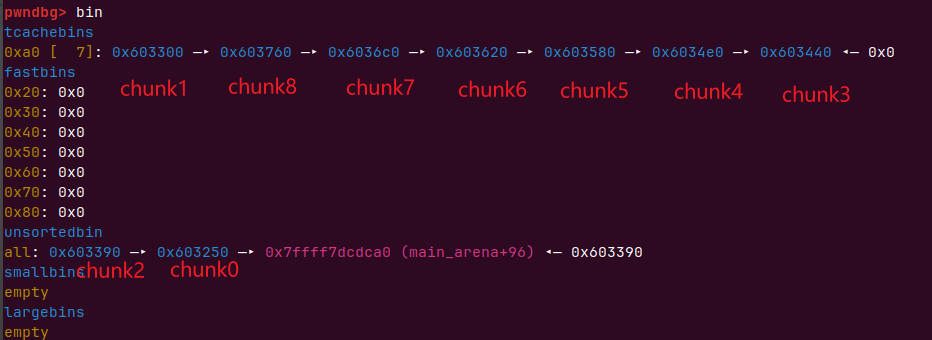 pwndbg> bin
tcachebins
0xa0 [  7]: 0x603300 —▸ 0x603760 —▸ 0x6036c0 —▸ 0x603620 —▸ 0x603580 —▸ 0x6034e0 —▸ 0x603440 ◂— 0x0
fastbins
chunk1 chunk8 chunk7 chunk6 chunk5 chunk4 chunk3
0x20: 0x0
0x30: 0x0
0x40: 0x0
0x50: 0x0
0x60: 0x0
0x70: 0x0
0x80: 0x0
unsortedbin
all: 0x603390 —▸ 0x603250 —▸ 0x7ffff7dcdca0 (main_arena+96) ◂— 0x603390
smallbins chunk2 chunk0
empty
largebins
empty